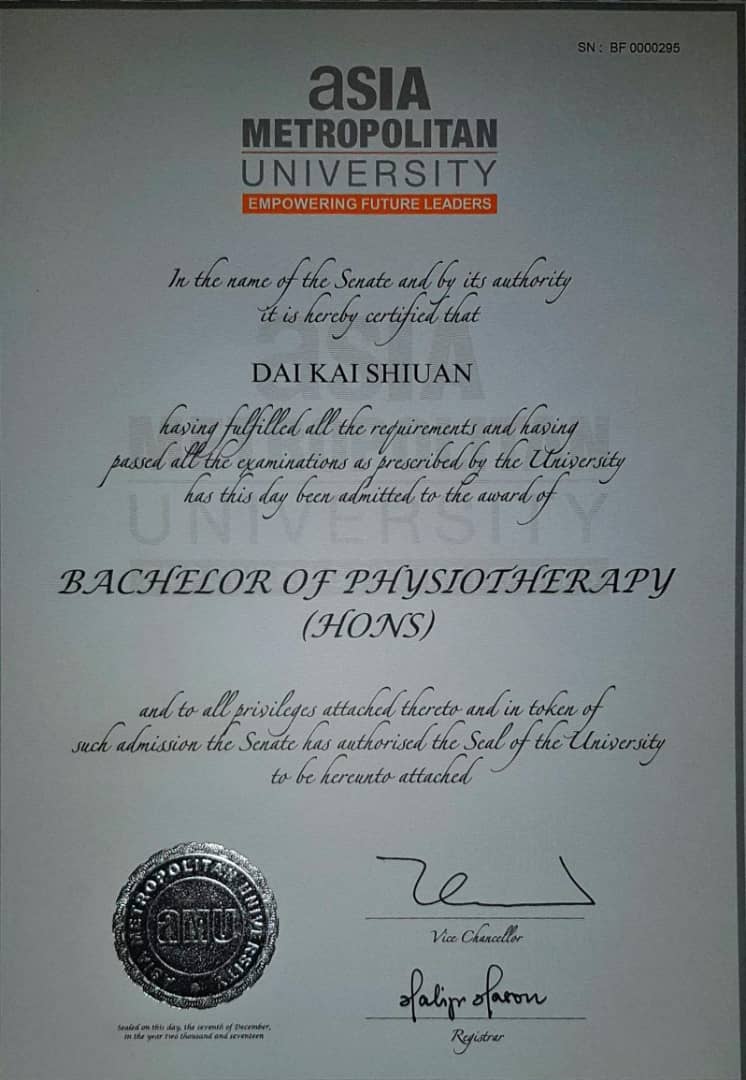 SN : BF 0000295
aSIA
METROPOLITAN
UNIVERSITY
EMPOWERING FUTURE LEADERS
In the name of the Senate and by its authority
it is hereby certified that
DAI KAI SHIUAN
having fulfilled all the requirements and having
passed all the examinations as prescribed by the University
has this day been admitted to the award of
BACHELOR OF PHYSIOTHERAPY
(HONS)
and to all privileges attached thereto and in token of
such admission the Senate has authorised the Seal of the University
to be hereunto attached
ASIA METROPOLITAN UNIVERSITY
aMU
Sealed on this day, the seventh of December,
in the year two thousand and seventeen
Vice Chancellor
Registrar